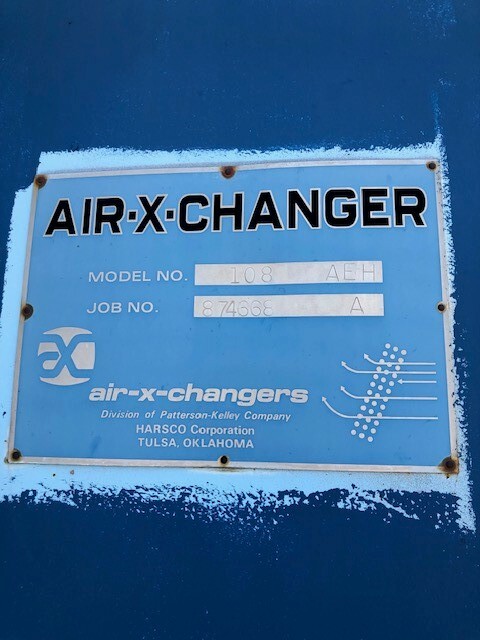 AIR·X·CHANGER
MODEL NO. 108 AEH
JOB NO. 874668 A
ax
air-x-changers
Division of Patterson-Kelley Company
HARSCO Corporation
TULSA, OKLAHOMA